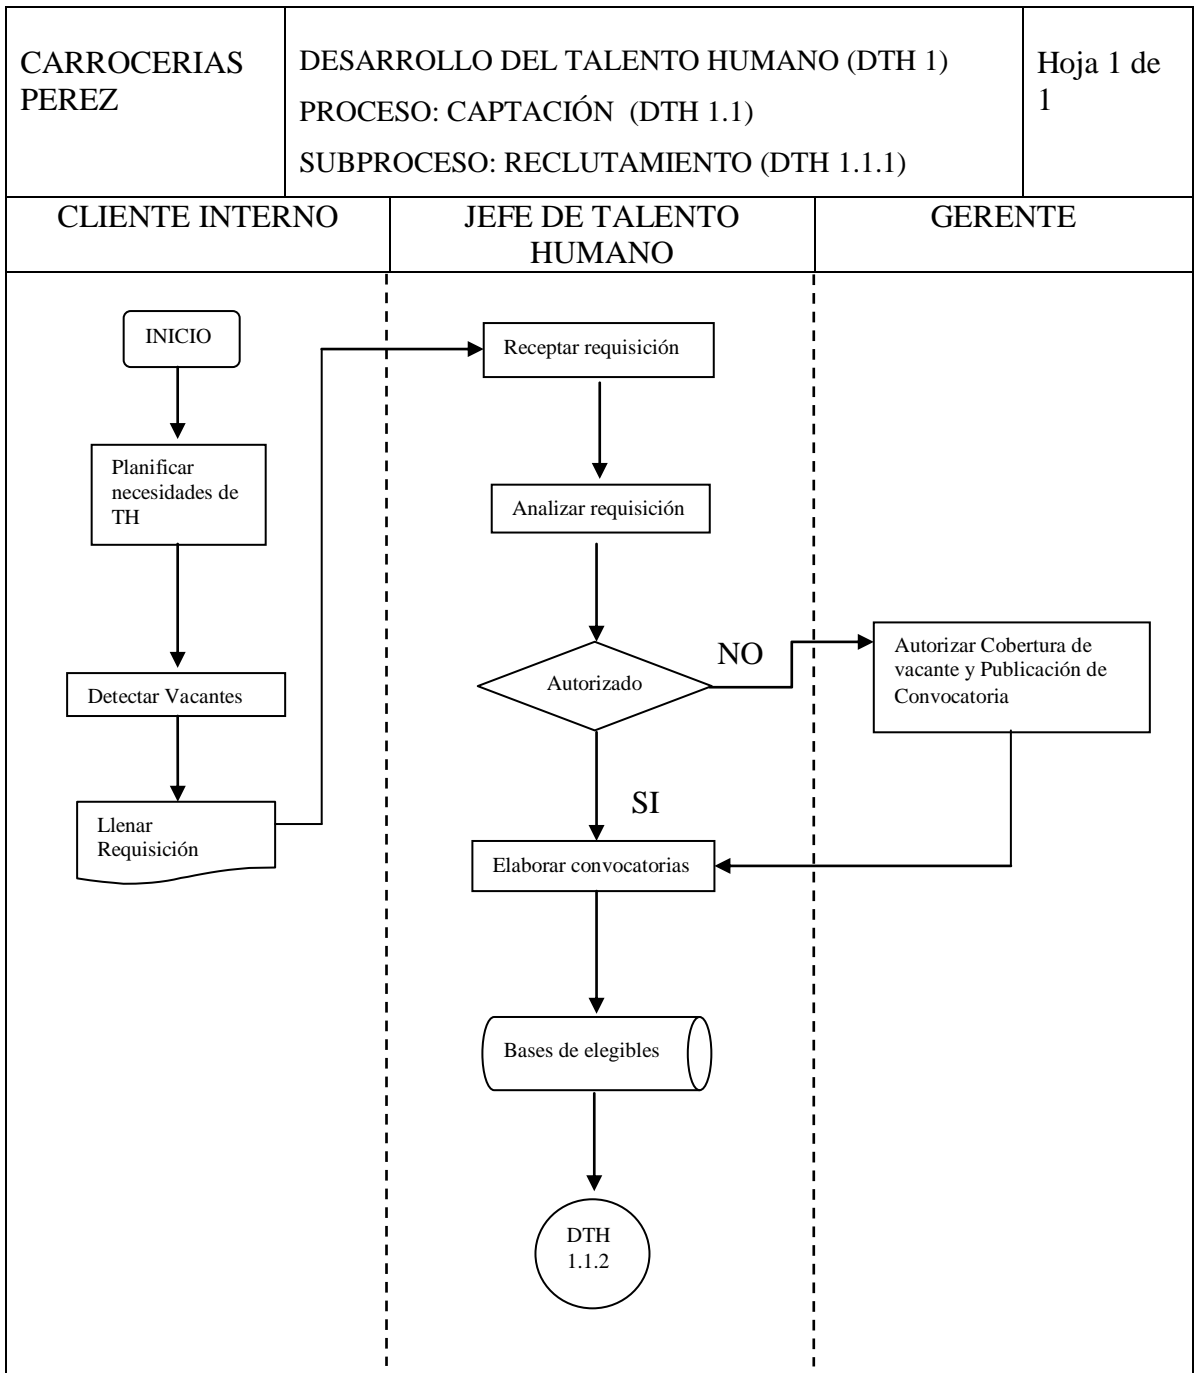 CARROCERIAS
PEREZ
DESARROLLO DEL TALENTO HUMANO (DTH 1)
PROCESO: CAPTACIÓN (DTH 1.1)
SUBPROCESO: RECLUTAMIENTO (DTH 1.1.1)
Hoja 1 de
1
CLIENTE INTERNO
JEFE DE TALENTO
HUMANO
GERENTE
INICIO
Planificar
necesidades de
TH
Detectar Vacantes
Llenar
Requisición
Receptar requisición
Analizar requisición
Autorizado
NO
Autorizar Cobertura de
vacante y Publicación de
Convocatoria
SI
Elaborar convocatorias
Bases de elegibles
DTH
1.1.2